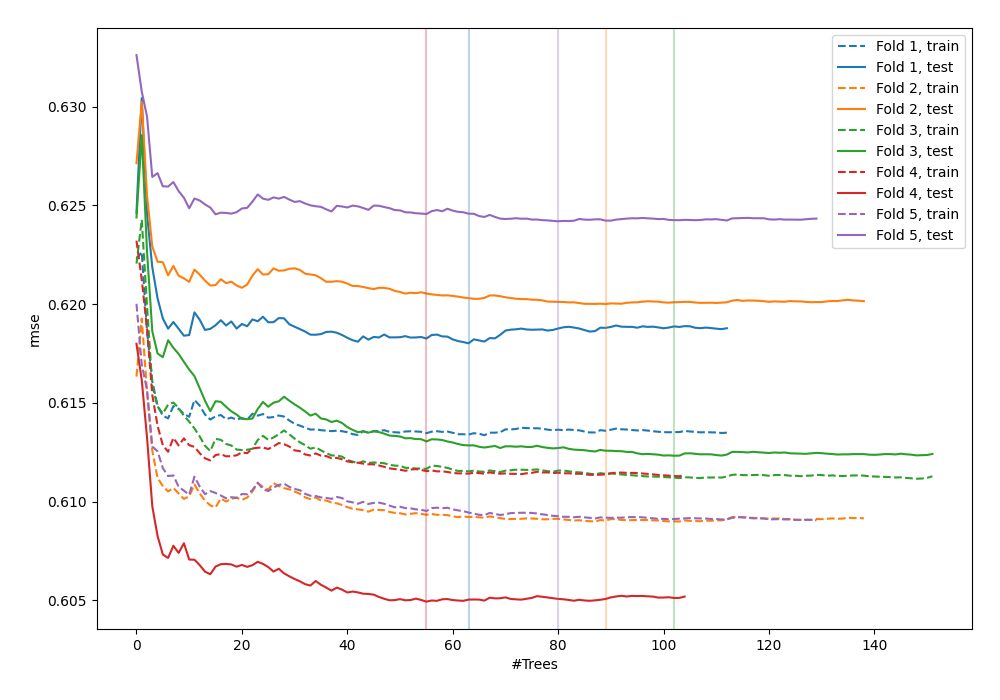 Fold 1, train
Fold 1, test
Fold 2, train
Fold 2, test
Fold 3, train
Fold 3, test
Fold 4, train
Fold 4, test
Fold 5, train
Fold 5, test
0.630
0.625
0.620
0.615
0.610
0.605
rmse
0 20 40 60 80 100 120 140
#Trees